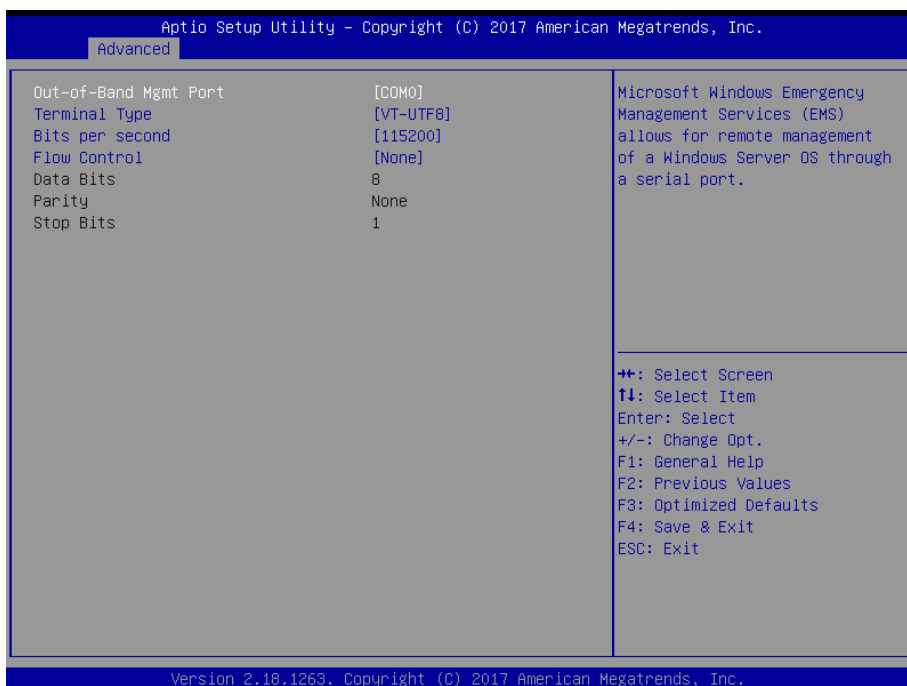 Aptio Setup Utility – Copyright (C) 2017 American Megatrends, Inc.
Advanced
Out-of-Band Mgmt Port [COM0]
Terminal Type [VT-UTF8]
Bits per second [115200]
Flow Control [None]
Data Bits 8
Parity None
Stop Bits 1
Microsoft Windows Emergency
Management Services (EMS)
allows for remote management
of a Windows Server OS through
a serial port.
→←: Select Screen
↑↓: Select Item
Enter: Select
+/-: Change Opt.
F1: General Help
F2: Previous Values
F3: Optimized Defaults
F4: Save & Exit
ESC: Exit
Version 2.18.1263. Copyright (C) 2017 American Megatrends, Inc.